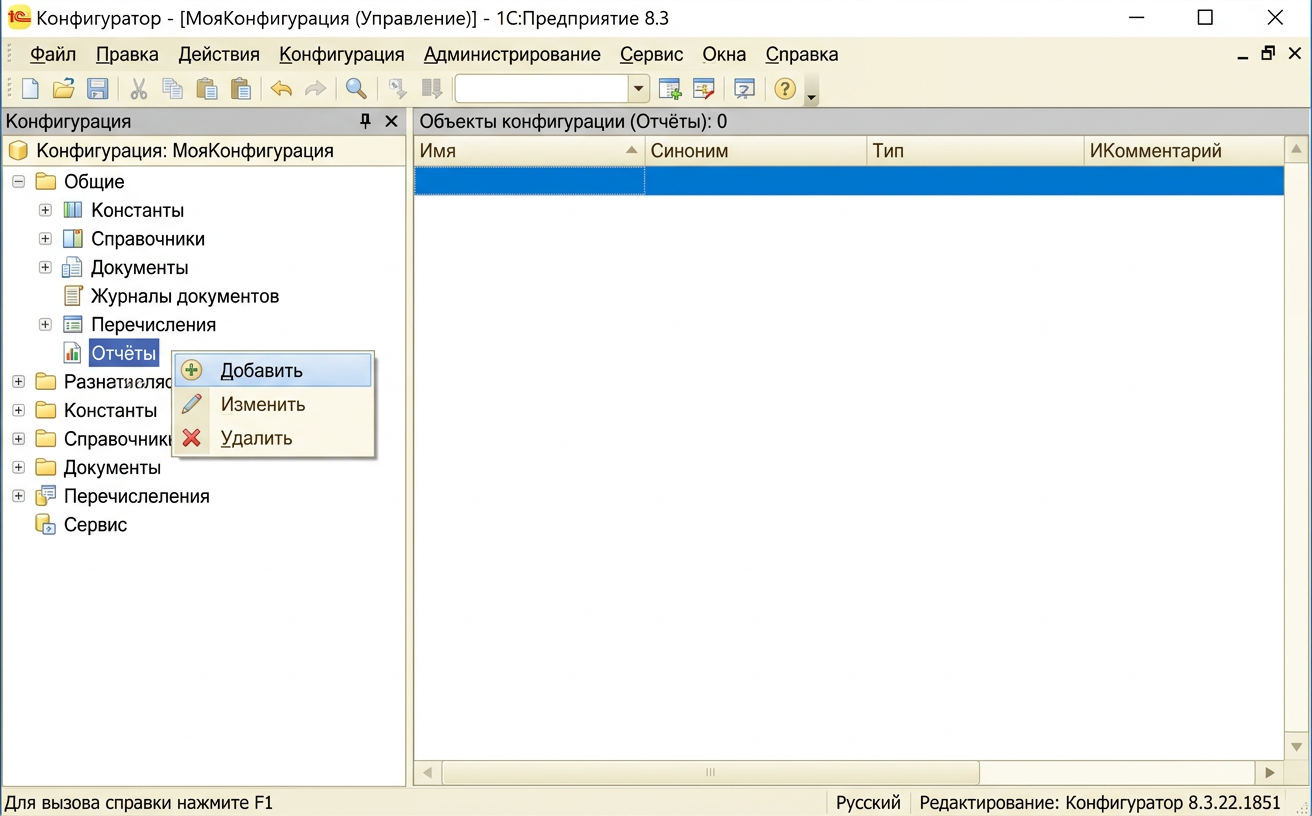 Конфигуратор - [МояКонфигурация (Управление)] - 1С:Предприятие 8.3
Файл Правка Действия Конфигурация Администрирование Сервис Окна Справка
Конфигурация
Конфигурация: МояКонфигурация
Общие
Константы
Справочники
Документы
Журналы документов
Перечисления
Отчёты
Константы
Справочники
Документы
Перечислеления
Сервис
Добавить
Изменить
Удалить
Объекты конфигурации (Отчёты): 0
Имя Синоним Тип ИКомментарий
Для вызова справки нажмите F1
Русский Редактирование: Конфигуратор 8.3.22.1851